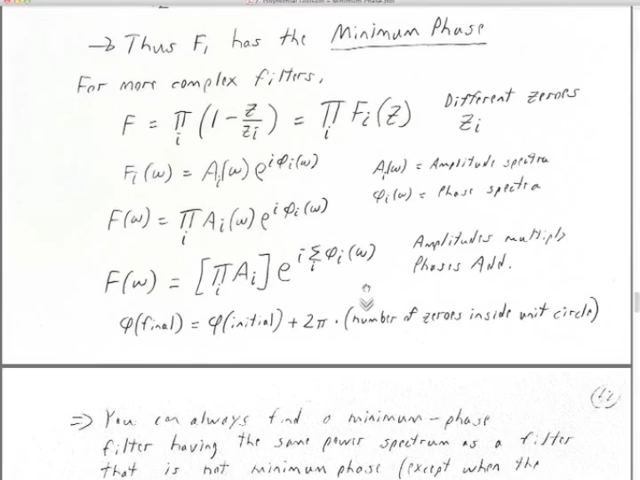 → Thus F₁ has the Minimum Phase
For more complex filters,
F = ∏ᵢ (1 − z/zᵢ) = ∏ᵢ Fᵢ(z) Different zeroes zᵢ
Fᵢ(ω) = Aᵢ(ω) e^{iφᵢ(ω)} Aᵢ(ω) = Amplitude spectra
φᵢ(ω) = Phase spectra
F(ω) = ∏ᵢ Aᵢ(ω) e^{iφᵢ(ω)}
F(ω) = [∏ᵢ Aᵢ] e^{i Σᵢ φᵢ(ω)} Amplitudes multiply
Phases Add.
φ(final) = φ(initial) + 2π · (number of zeroes inside unit circle)
⇒ You can always find a minimum-phase
filter having the same power spectrum as a filter
that is not minimum phase (except when the